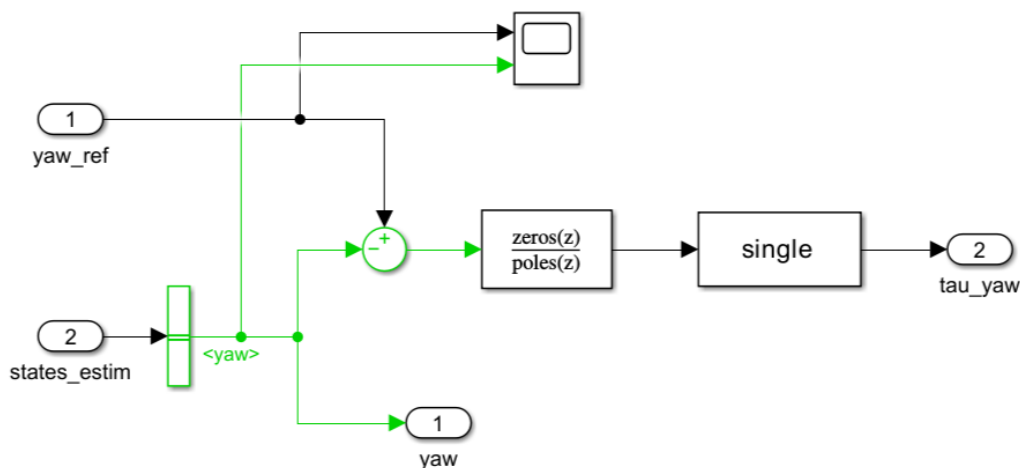 1
yaw_ref
+
−
zeros(z)
poles(z)
single
2
tau_yaw
2
states_estim
<yaw>
1
yaw